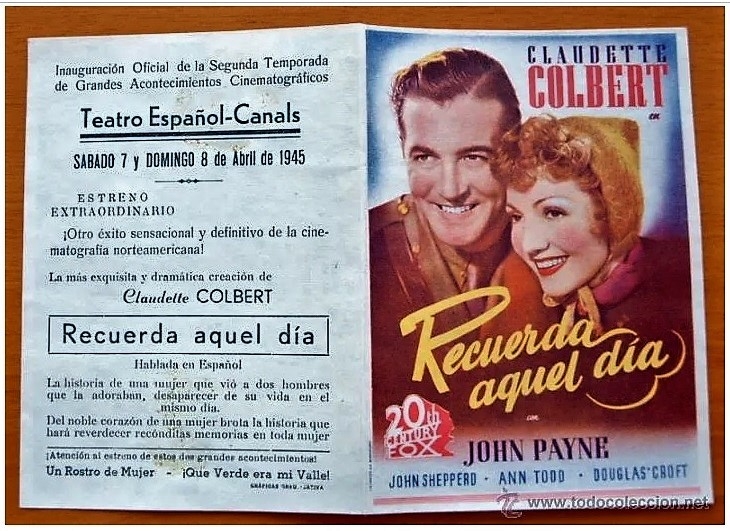 Inauguración Oficial de la Segunda Temporada
de Grandes Acontecimientos Cinematográficos
Teatro Español-Canals
SABADO 7 y DOMINGO 8 de Abril de 1945
ESTRENO
EXTRAORDINARIO
¡Otro éxito sensacional y definitivo de la cine-
matografía norteamericana!
La más exquisita y dramática creación de
Claudette COLBERT
Recuerda aquel día
Hablada en Español
La historia de una mujer que vió a dos hombres
que la adoraban, desaparecer de su vida en el
mismo día.
Del noble corazón de una mujer brota la historia que
hará reverdecer recónditas memorias en toda mujer
¡Atención al estreno de estos dos grandes acontecimientos!
Un Rostro de Mujer - ¡Que Verde era mi Valle!
GRÁFICAS GRAU.-JATIVA
CLAUDETTE
COLBERT
en
Recuerda
aquel día
con
20th
CENTURY
FOX
JOHN PAYNE
JOHN SHEPPERD · ANN TODD · DOUGLAS CROFT
www.todocoleccion.net